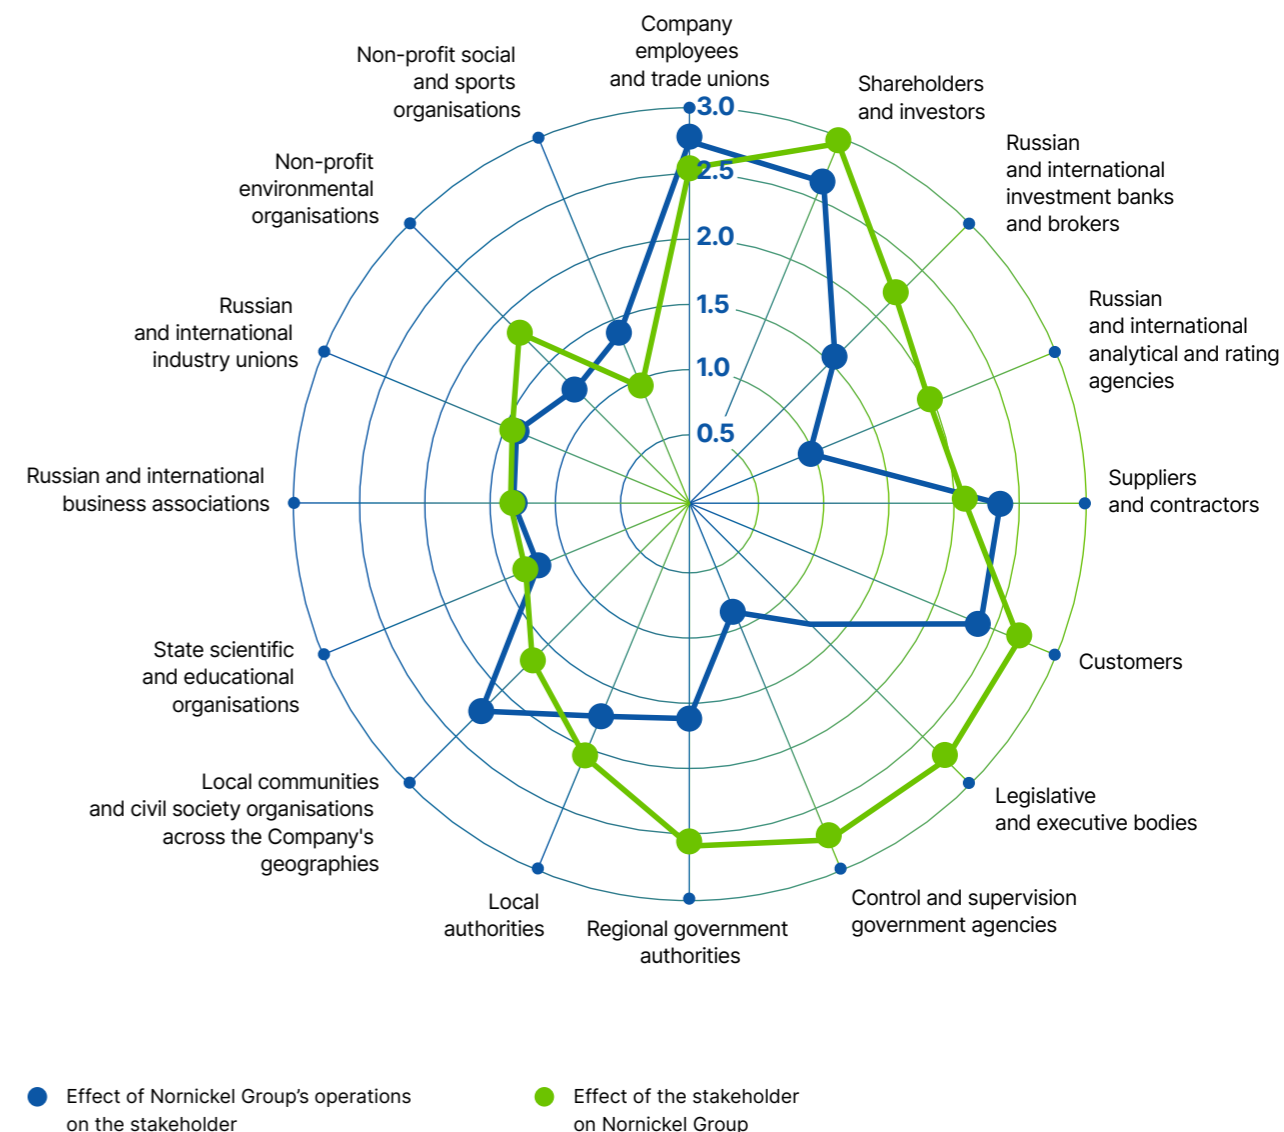 Company
employees
and trade unions
Non-profit social
and sports
organisations
Shareholders
and investors
Russian
and international
investment banks
and brokers
Non-profit
environmental
organisations
3.0
2.5
2.0
1.5
1.0
0.5
Russian
and international
industry unions
Russian
and international
analytical and rating
agencies
Russian and international
business associations
Suppliers
and contractors
State scientific
and educational
organisations
Customers
Local communities
and civil society organisations
across the Company's
geographies
Legislative
and executive bodies
Local
authorities
Regional government
authorities
Control and supervision
government agencies
Effect of Nornickel Group’s operations
on the stakeholder
Effect of the stakeholder
on Nornickel Group